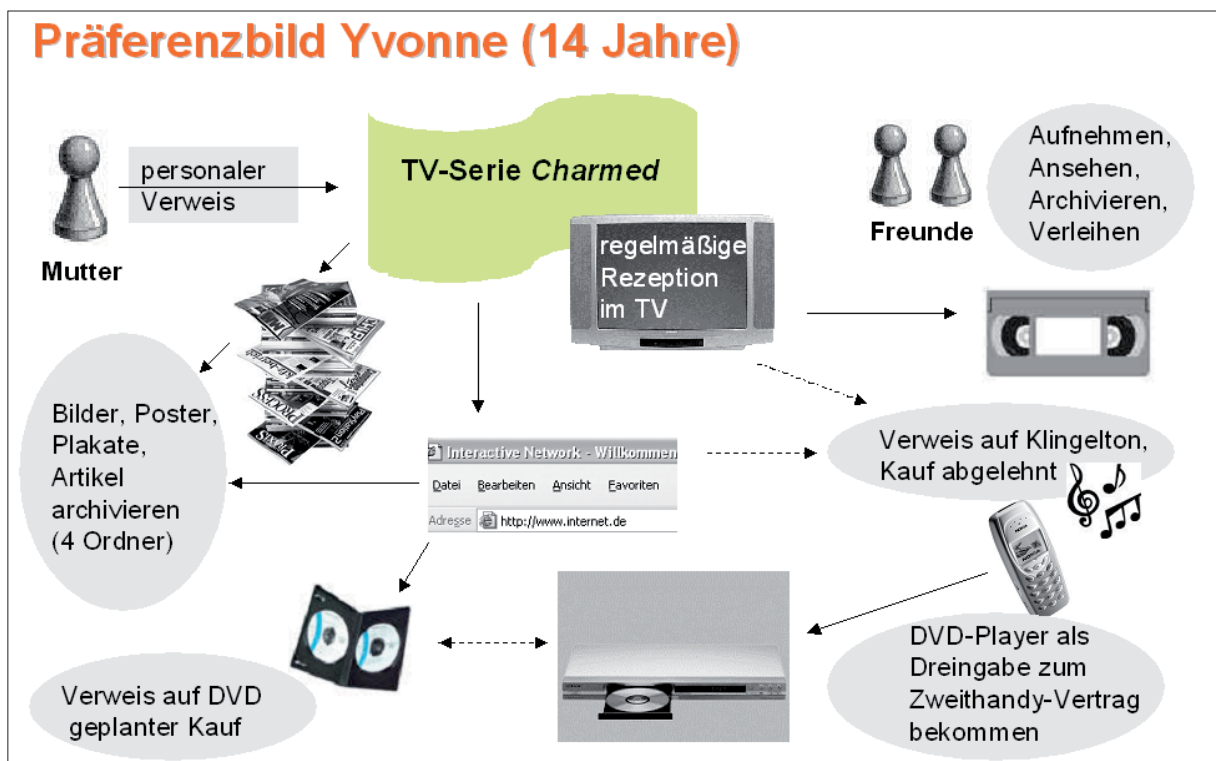 Präferenzbild Yvonne (14 Jahre)
personaler
Verweis
Mutter
TV-Serie Charmed
regelmäßige
Rezeption
im TV
Freunde
Aufnehmen,
Ansehen,
Archivieren,
Verleihen
Bilder, Poster,
Plakate,
Artikel
archivieren
(4 Ordner)
Interactive Network - Willkommen
Datei Bearbeiten Ansicht Favoriten
Adresse http://www.internet.de
Verweis auf Klingelton,
Kauf abgelehnt
Verweis auf DVD
geplanter Kauf
DVD-Player als
Dreingabe zum
Zweithandy-Vertrag
bekommen